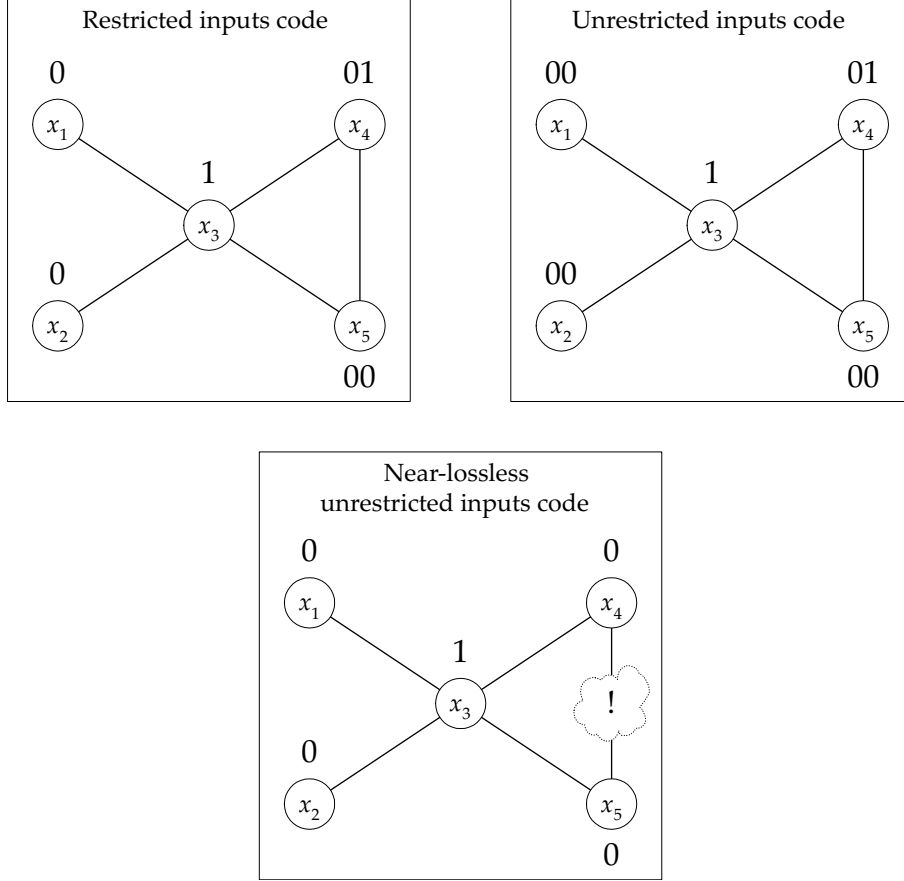 Restricted inputs code
0
01
x₁
x₄
1
x₃
0
x₂
x₅
00
Unrestricted inputs code
00
01
x₁
x₄
1
x₃
00
x₂
x₅
00
Near-lossless
unrestricted inputs code
0
0
x₁
x₄
1
x₃
!
0
x₂
x₅
0